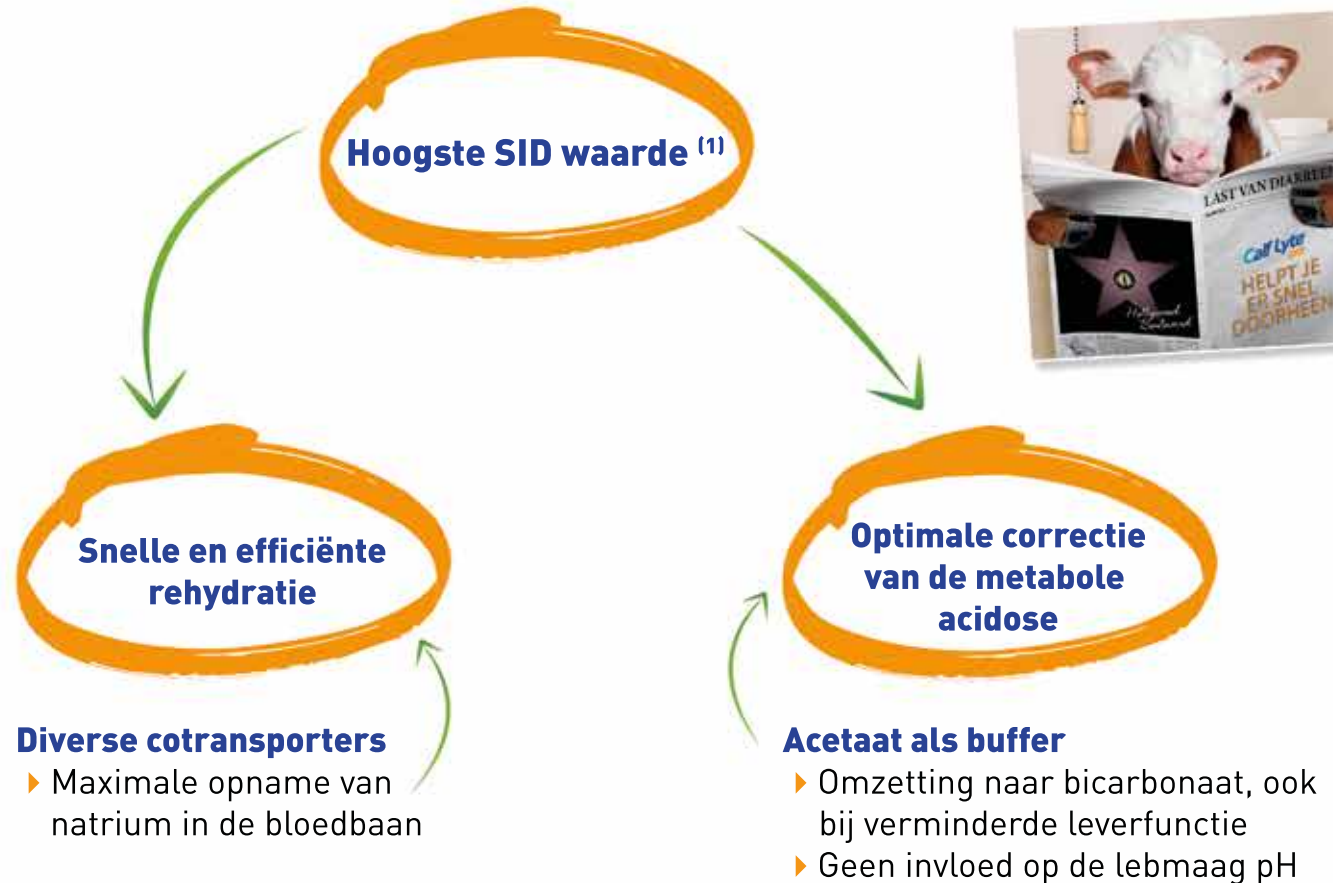 Hoogste SID waarde (1)
LAST VAN DIARREE
Calf Lyte
HELPT JE
ER SNEL
DOORHEEN
Hollywood
Boulevard
Snelle en efficiënte
rehydratie
Optimale correctie
van de metabole
acidose
Diverse cotransporters
Maximale opname van
natrium in de bloedbaan
Acetaat als buffer
Omzetting naar bicarbonaat, ook
bij verminderde leverfunctie
Geen invloed op de lebmaag pH